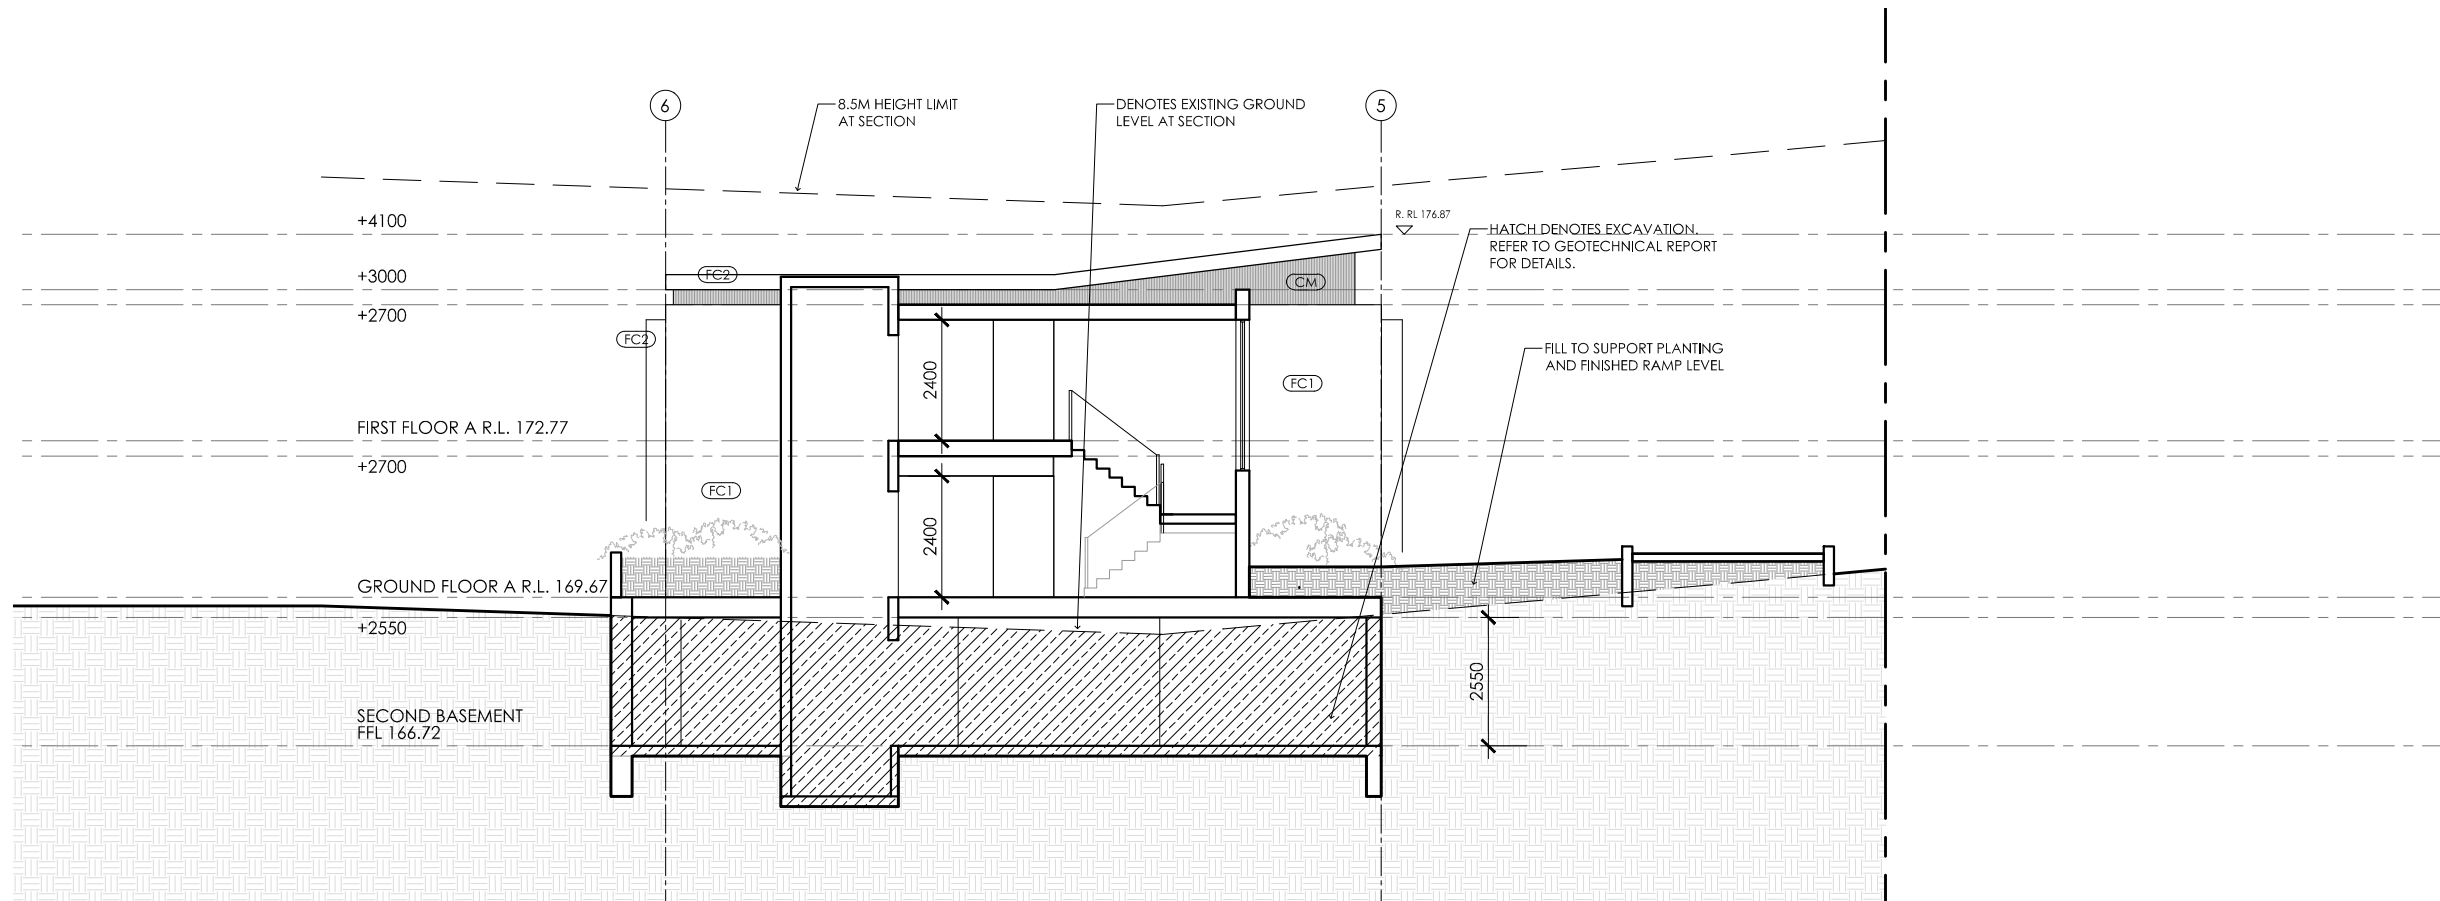 6
8.5M HEIGHT LIMIT
AT SECTION
DENOTES EXISTING GROUND
LEVEL AT SECTION
5
+4100
R. RL 176.87
HATCH DENOTES EXCAVATION.
REFER TO GEOTECHNICAL REPORT
FOR DETAILS.
+3000
FC2
CM
+2700
FC2
FILL TO SUPPORT PLANTING
AND FINISHED RAMP LEVEL
2400
FC1
FIRST FLOOR A R.L. 172.77
+2700
FC1
2400
GROUND FLOOR A R.L. 169.67
+2550
2550
SECOND BASEMENT
FFL 166.72